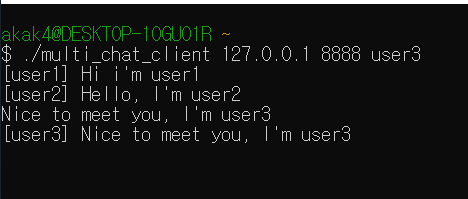 akak4@DESKTOP-1OGUO1R ~
$ ./multi_chat_client 127.0.0.1 8888 user3
[user1] Hi i'm user1
[user2] Hello, I'm user2
Nice to meet you, I'm user3
[user3] Nice to meet you, I'm user3